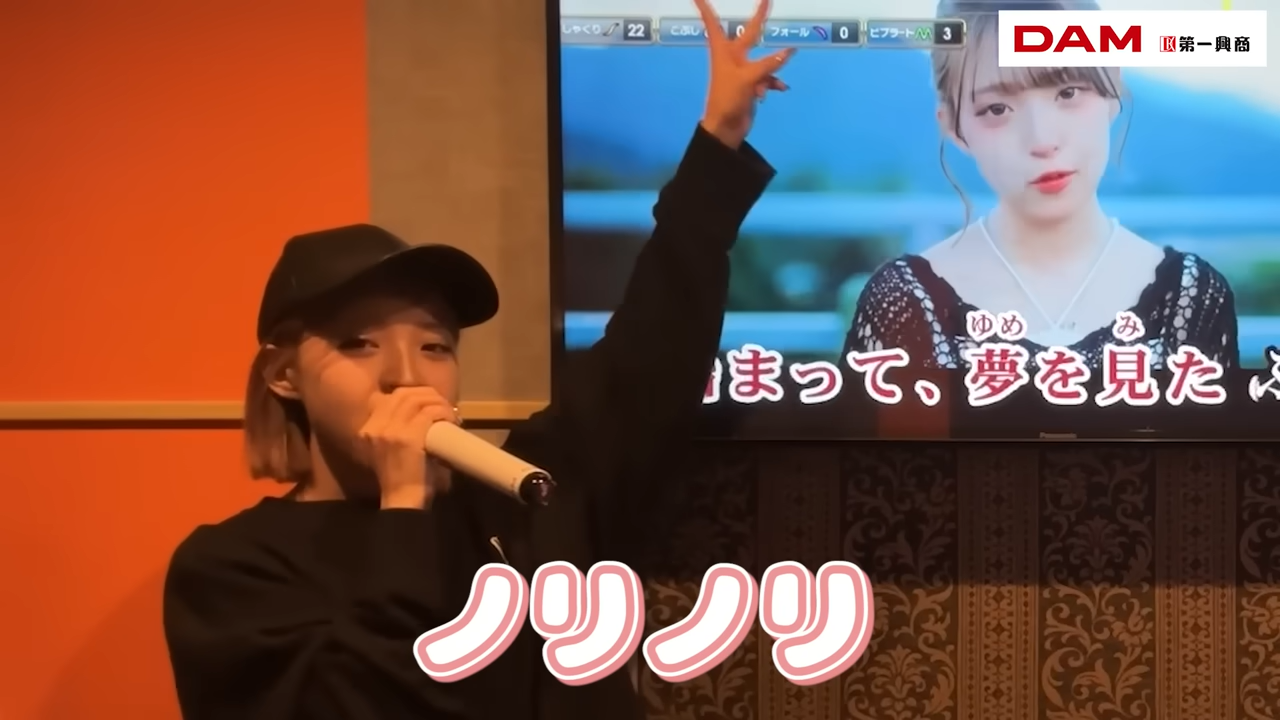 しゃくり 22 こぶし 0 フォール 0 ビブラート 3
DAM 第一興商
ゆめ み
まって、夢を見た
Panasonic
ノリノリ